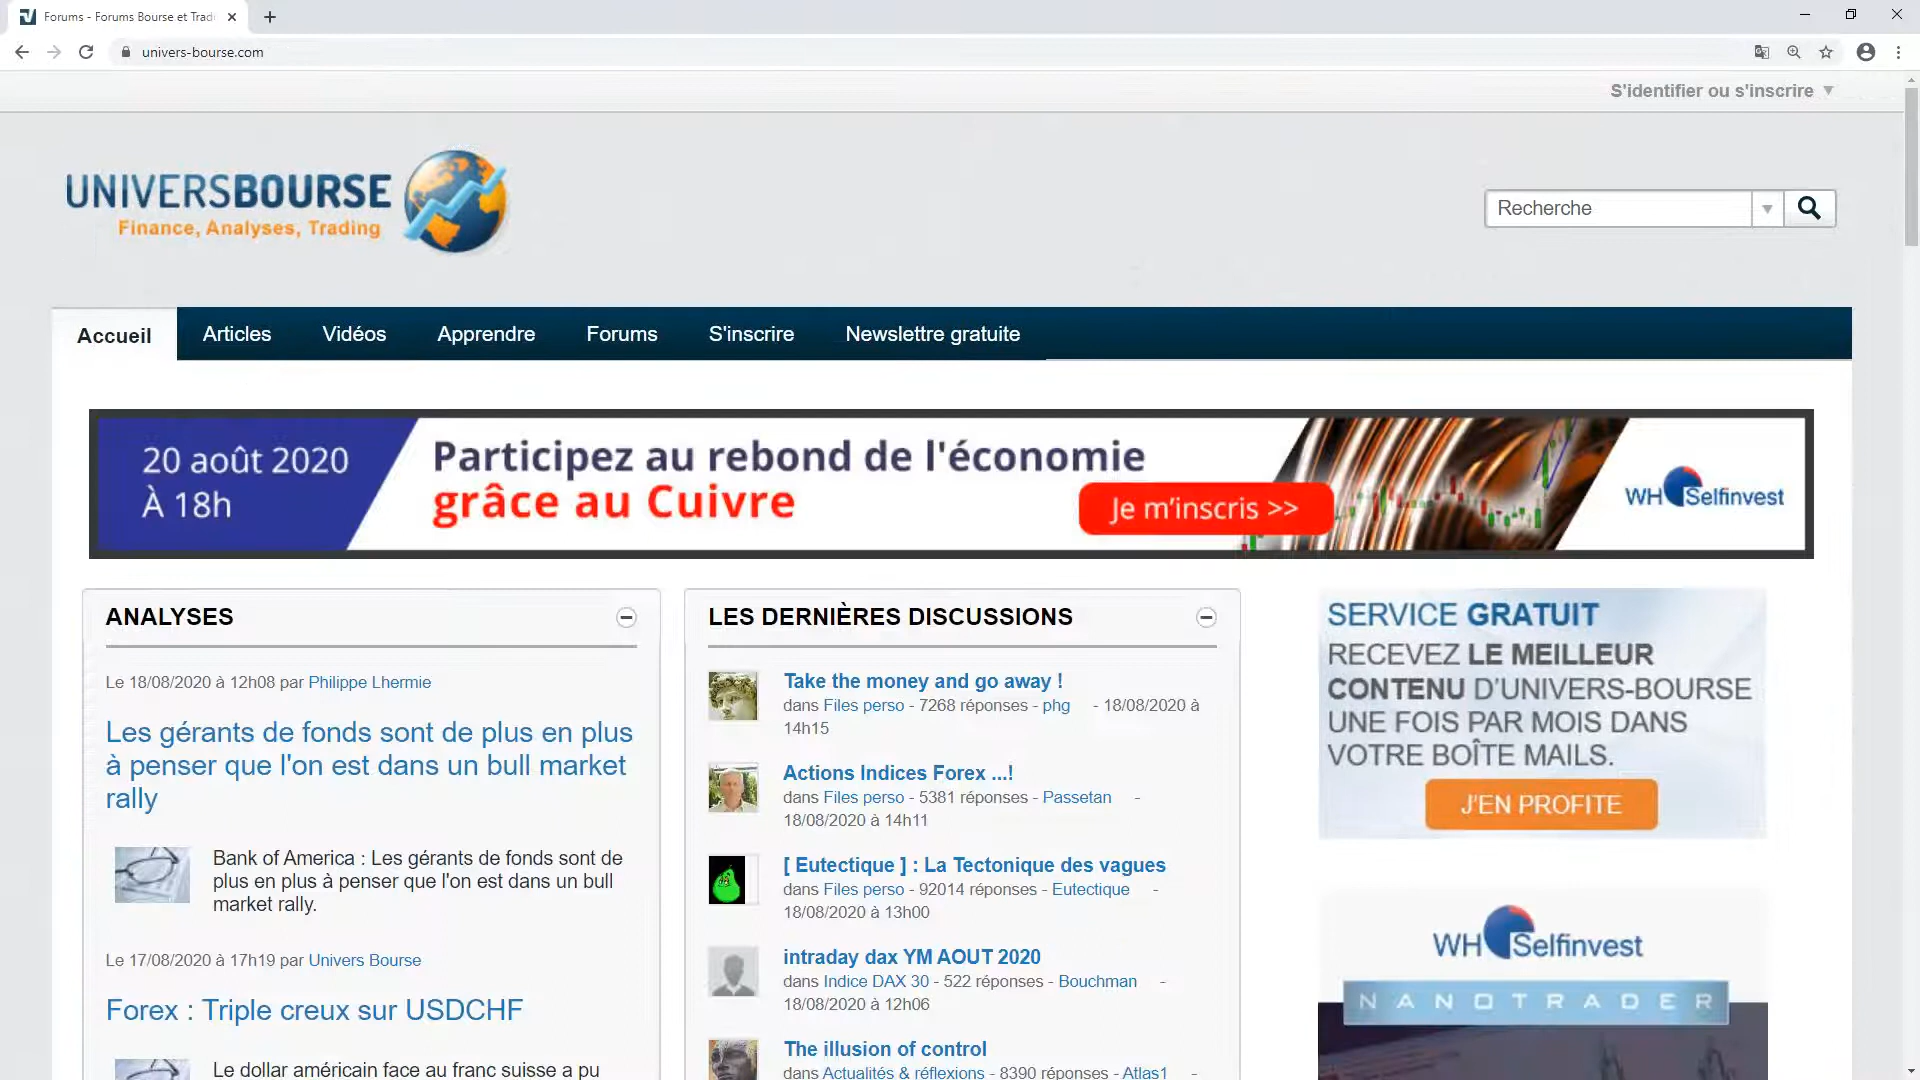 Forums - Forums Bourse et Trad
univers-bourse.com
S'identifier ou s'inscrire
UNIVERSBOURSE
Finance, Analyses, Trading
Recherche
Accueil
Articles
Vidéos
Apprendre
Forums
S'inscrire
Newslettre gratuite
20 août 2020
À 18h
Participez au rebond de l'économie
grâce au Cuivre
Je m'inscris >>
WH Selfinvest
ANALYSES
Le 18/08/2020 à 12h08 par Philippe Lhermie
Les gérants de fonds sont de plus en plus
à penser que l'on est dans un bull market
rally
Bank of America : Les gérants de fonds sont de
plus en plus à penser que l'on est dans un bull
market rally.
Le 17/08/2020 à 17h19 par Univers Bourse
Forex : Triple creux sur USDCHF
Le dollar américain face au franc suisse a pu
LES DERNIÈRES DISCUSSIONS
Take the money and go away !
dans Files perso - 7268 réponses - phg - 18/08/2020 à
14h15
Actions Indices Forex ...!
dans Files perso - 5381 réponses - Passetan -
18/08/2020 à 14h11
[ Eutectique ] : La Tectonique des vagues
dans Files perso - 92014 réponses - Eutectique -
18/08/2020 à 13h00
intraday dax YM AOUT 2020
dans Indice DAX 30 - 522 réponses - Bouchman -
18/08/2020 à 12h06
The illusion of control
dans Actualités & réflexions - 8390 réponses - Atlas1 -
SERVICE GRATUIT
RECEVEZ LE MEILLEUR
CONTENU D'UNIVERS-BOURSE
UNE FOIS PAR MOIS DANS
VOTRE BOÎTE MAILS.
J'EN PROFITE
WH Selfinvest
NANOTRADER